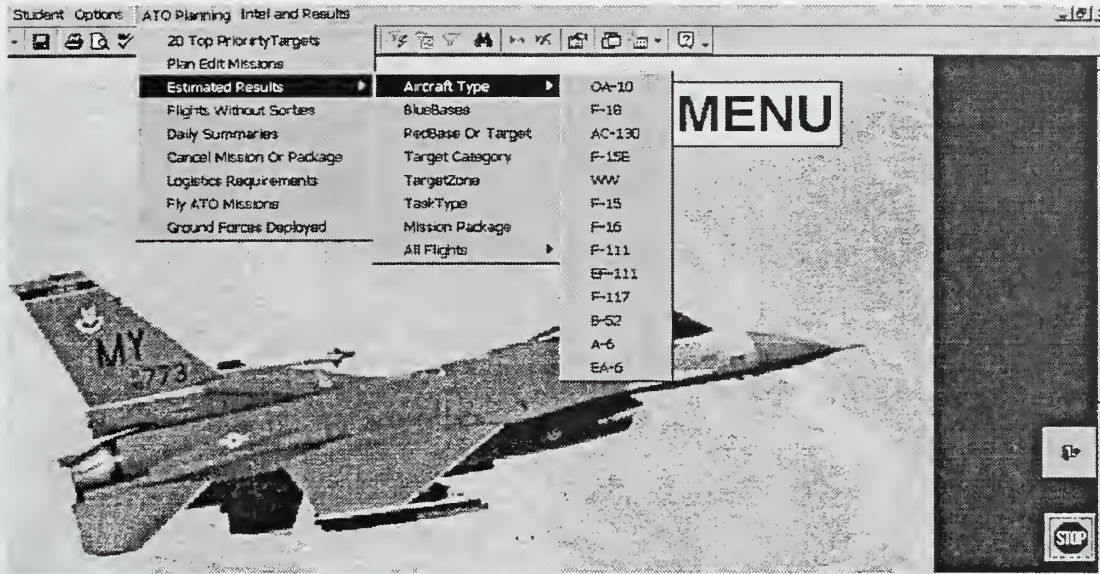 Student Options ATO Planning Intel and Results
20 Top PriorirtyTargets
Plan Edit Missions
Estimated Results
Flights Without Sorties
Daily Summaries
Cancel Mission Or Package
Logistics Requirements
Fly ATO Missions
Ground Forces Deployed
Aircraft Type
BlueBases
RedBase Or Target
Target Category
TargetZone
TaskType
Mission Package
All Flights
OA-10
F-18
AC-130
F-15E
WW
F-15
F-16
F-111
EF-111
F-117
B-52
A-6
EA-6
MENU
MY
773
STOP